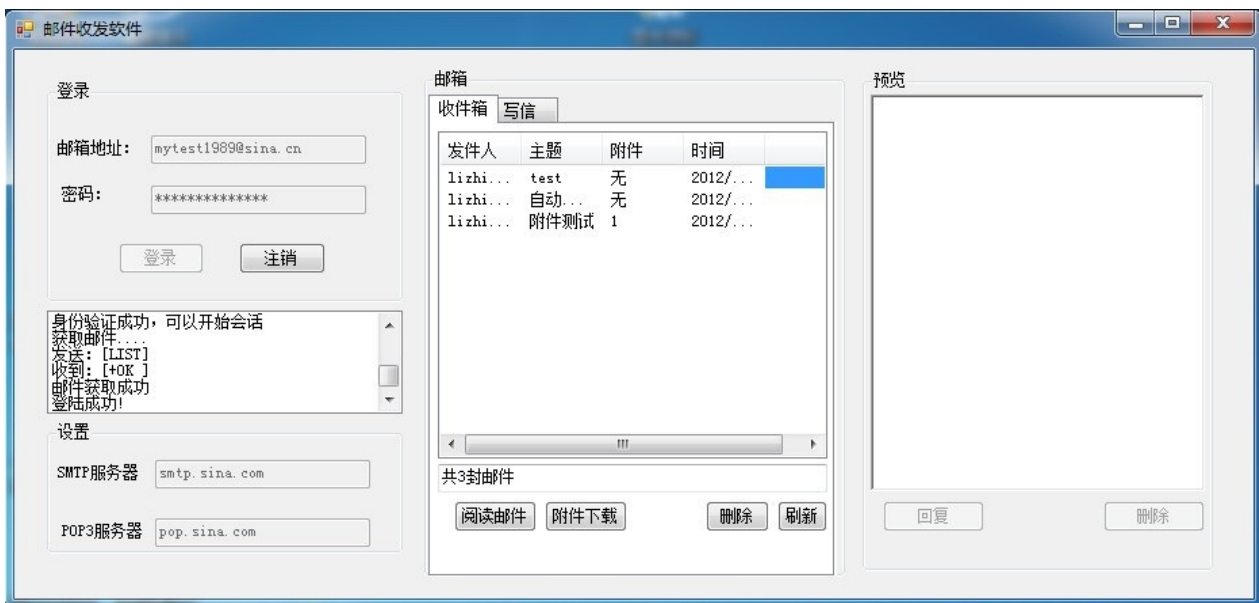 邮件收发软件
登录
邮箱地址: mytest1989@sina.cn
密码: **************
登录 注销
身份验证成功，可以开始会话
获取邮件....
发送: [LIST]
收到: [+OK ]
邮件获取成功
登陆成功!
设置
SMTP服务器 smtp.sina.com
POP3服务器 pop.sina.com
邮箱
收件箱 写信
发件人 主题 附件 时间
lizhi... test 无 2012/...
lizhi... 自动... 无 2012/...
lizhi... 附件测试 1 2012/...
共3封邮件
阅读邮件 附件下载 删除 刷新
预览
回复 删除